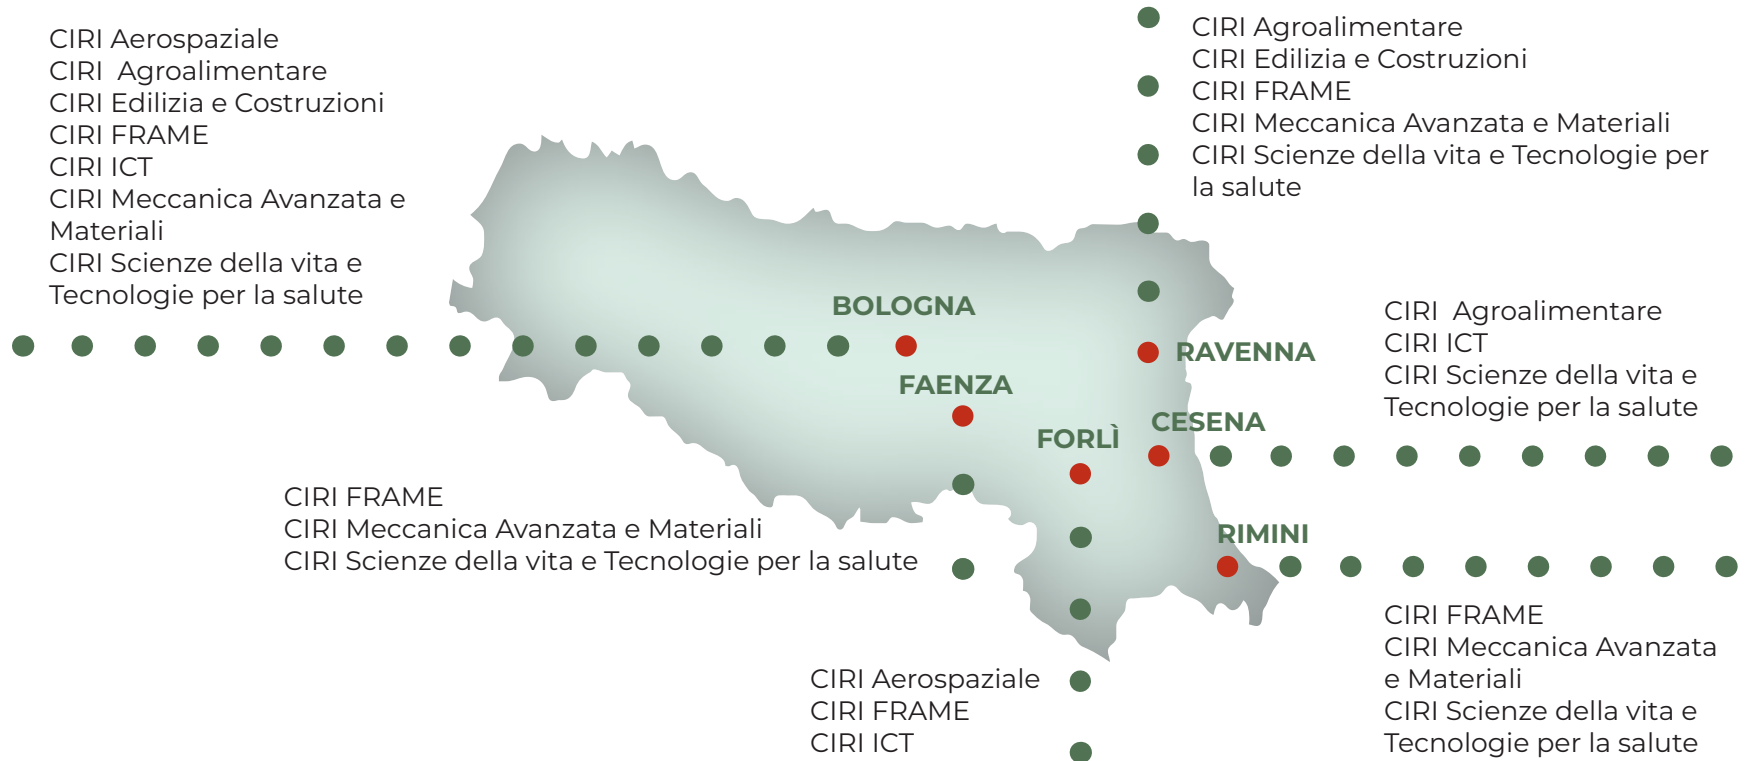 CIRI Aerospaziale
CIRI  Agroalimentare
CIRI Edilizia e Costruzioni
CIRI FRAME
CIRI ICT
CIRI Meccanica Avanzata e
Materiali
CIRI Scienze della vita e
Tecnologie per la salute
CIRI Agroalimentare
CIRI Edilizia e Costruzioni
CIRI FRAME
CIRI Meccanica Avanzata e Materiali
CIRI Scienze della vita e Tecnologie per
la salute
BOLOGNA
RAVENNA
FAENZA
CESENA
FORLÌ
RIMINI
CIRI  Agroalimentare
CIRI ICT
CIRI Scienze della vita e
Tecnologie per la salute
CIRI FRAME
CIRI Meccanica Avanzata e Materiali
CIRI Scienze della vita e Tecnologie per la salute
CIRI Aerospaziale
CIRI FRAME
CIRI ICT
CIRI FRAME
CIRI Meccanica Avanzata
e Materiali
CIRI Scienze della vita e
Tecnologie per la salute